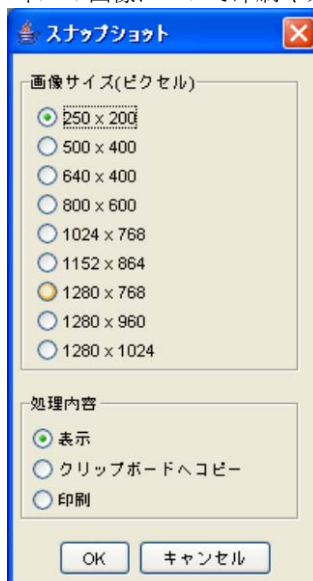 スナップショット
画像サイズ(ピクセル)
250 x 200
500 x 400
640 x 400
800 x 600
1024 x 768
1152 x 864
1280 x 768
1280 x 960
1280 x 1024
処理内容
表示
クリップボードへコピー
印刷
OK キャンセル